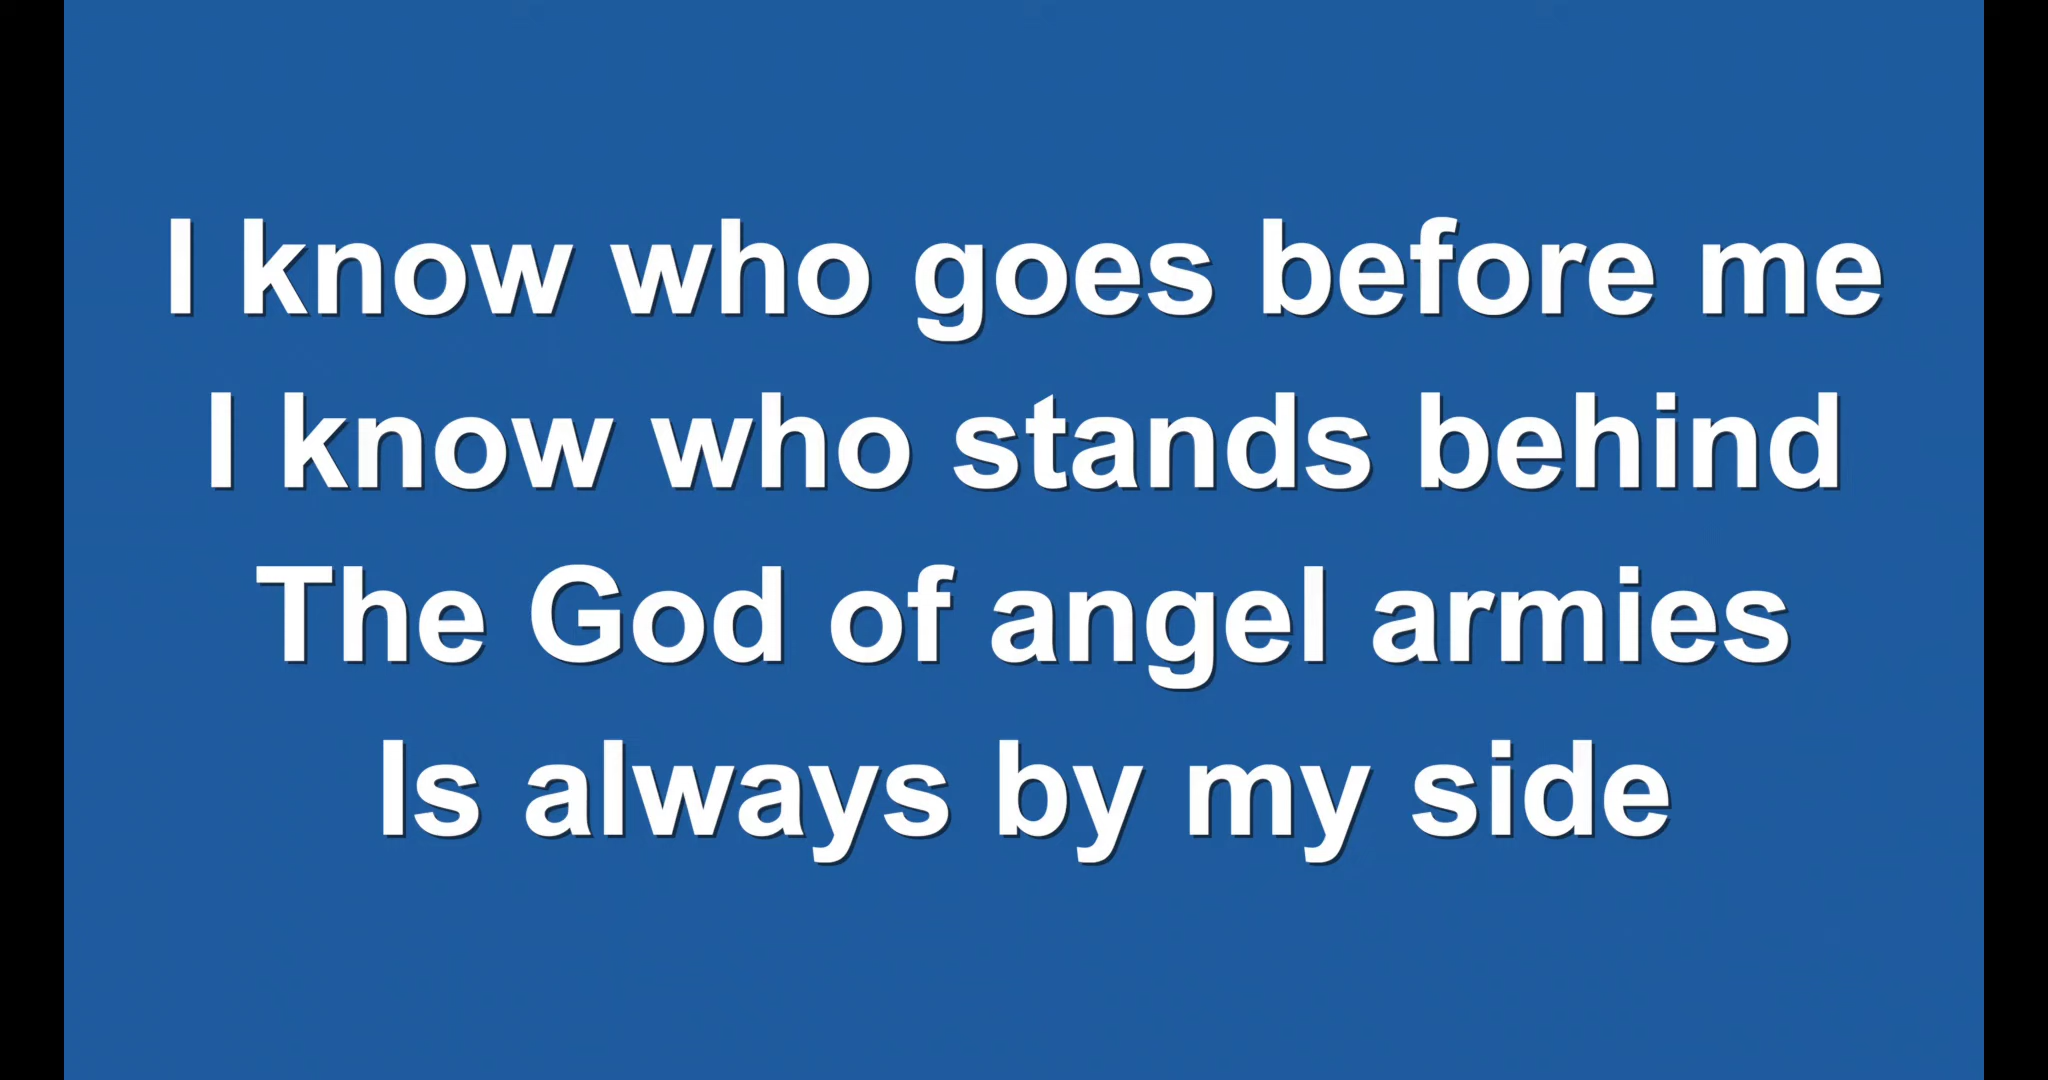 I know who goes before me
I know who stands behind
The God of angel armies
Is always by my side